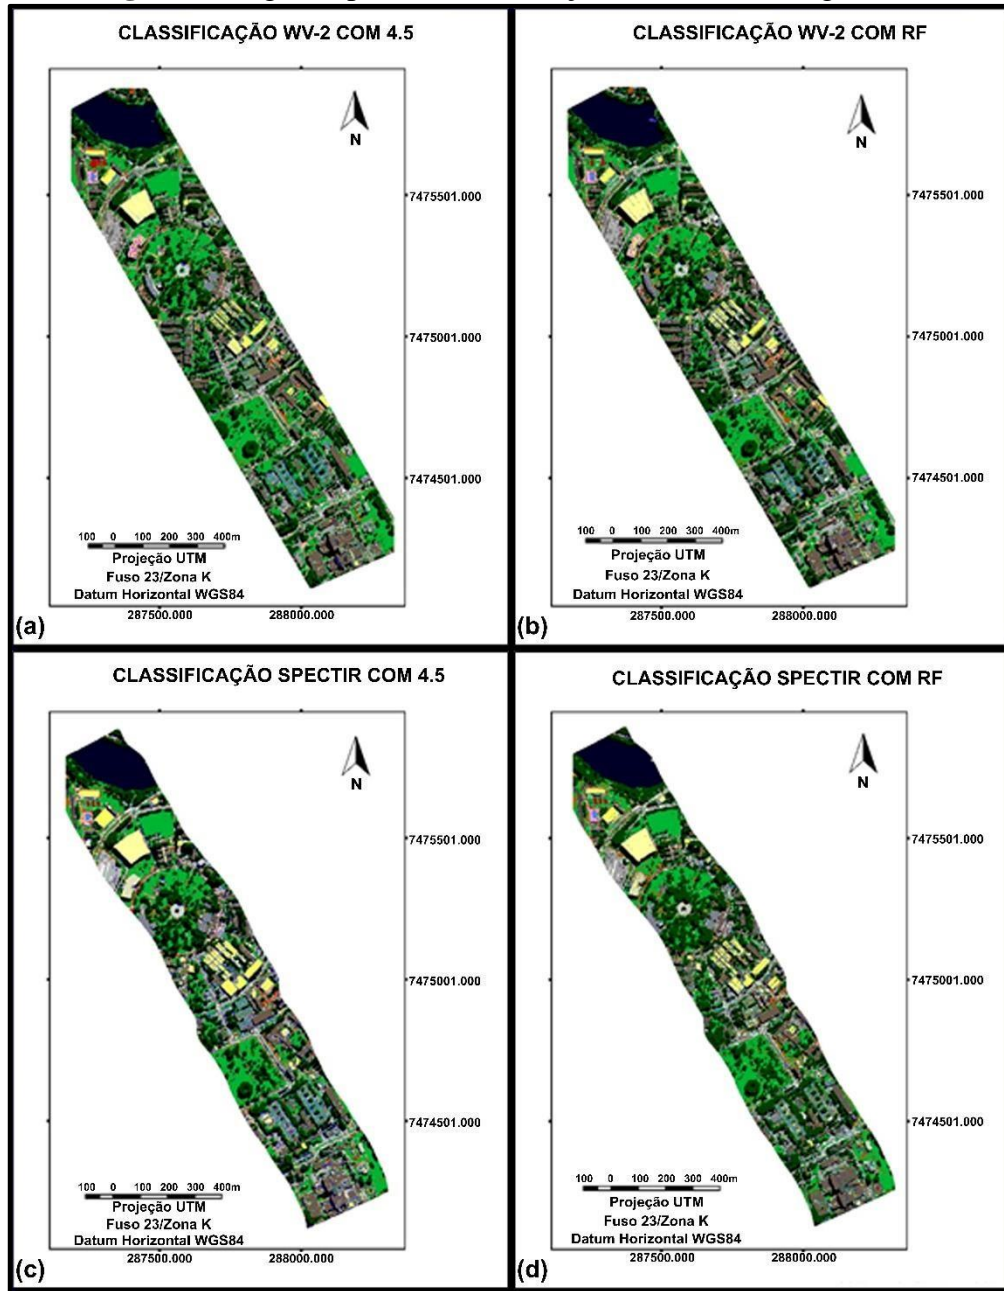 CLASSIFICAÇÃO WV-2 COM 4.5
N
7475501.000
7475001.000
7474501.000
100 0 100 200 300 400m
Projeção UTM
Fuso 23/Zona K
Datum Horizontal WGS84
287500.000 288000.000
(a)
CLASSIFICAÇÃO WV-2 COM RF
N
7475501.000
7475001.000
7474501.000
100 0 100 200 300 400m
Projeção UTM
Fuso 23/Zona K
Datum Horizontal WGS84
287500.000 288000.000
(b)
CLASSIFICAÇÃO SPECTIR COM 4.5
N
7475501.000
7475001.000
7474501.000
100 0 100 200 300 400m
Projeção UTM
Fuso 23/Zona K
Datum Horizontal WGS84
287500.000 288000.000
(c)
CLASSIFICAÇÃO SPECTIR COM RF
N
7475501.000
7475001.000
7474501.000
100 0 100 200 300 400m
Projeção UTM
Fuso 23/Zona K
Datum Horizontal WGS84
287500.000 288000.000
(d)